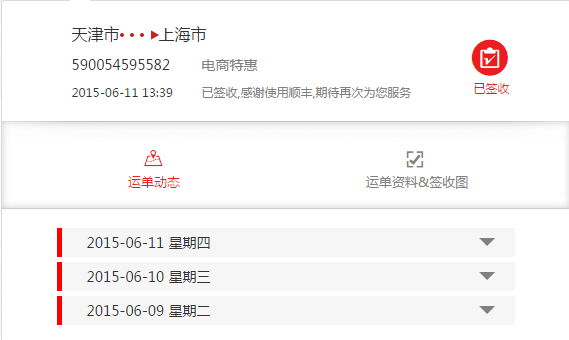 天津市 上海市
590054595582 电商特惠
2015-06-11 13:39 已签收,感谢使用顺丰,期待再次为您服务
已签收
运单动态 运单资料&签收图
2015-06-11 星期四
2015-06-10 星期三
2015-06-09 星期二